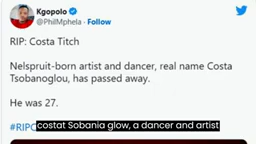 Kgopolo
@PhilMphela · Follow
RIP: Costa Titch
Nelspruit-born artist and dancer, real name Costa
Tsobanoglou, has passed away.
He was 27.
#RIPC
costat Sobania glow, a dancer and artist